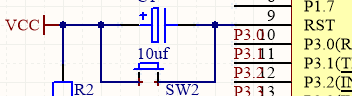 P1.7
VCC
9
RST
10uf
P3.0
10
P3.0(R
P3.1
11
P3.1(T
P3.2
12
P3.2(IN
R2
SW2
P3.3
13